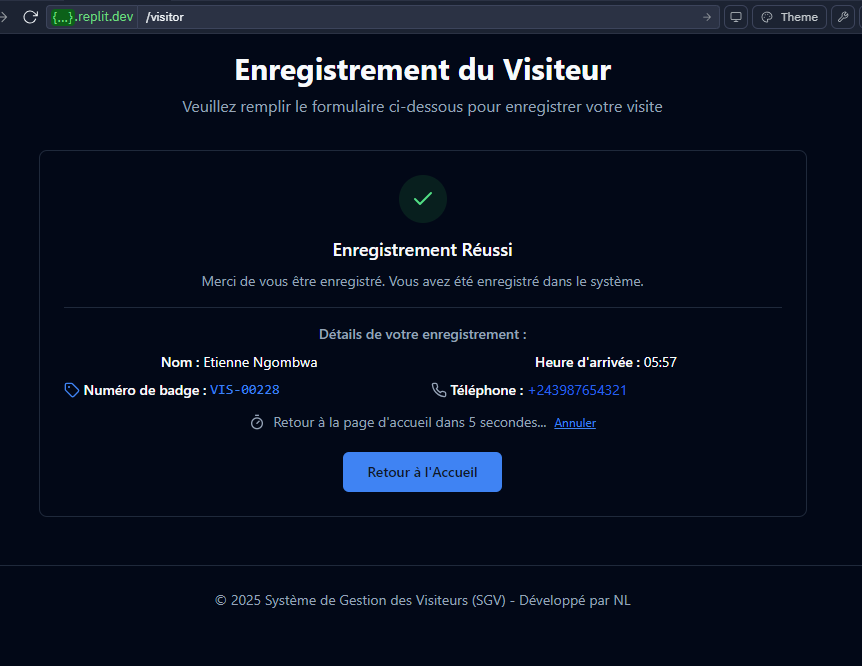 {...}.replit.dev /visitor Theme
Enregistrement du Visiteur
Veuillez remplir le formulaire ci-dessous pour enregistrer votre visite
Enregistrement Réussi
Merci de vous être enregistré. Vous avez été enregistré dans le système.
Détails de votre enregistrement :
Nom : Etienne Ngombwa Heure d'arrivée : 05:57
Numéro de badge : VIS-00228 Téléphone : +243987654321
Retour à la page d'accueil dans 5 secondes... Annuler
Retour à l'Accueil
© 2025 Système de Gestion des Visiteurs (SGV) - Développé par NL